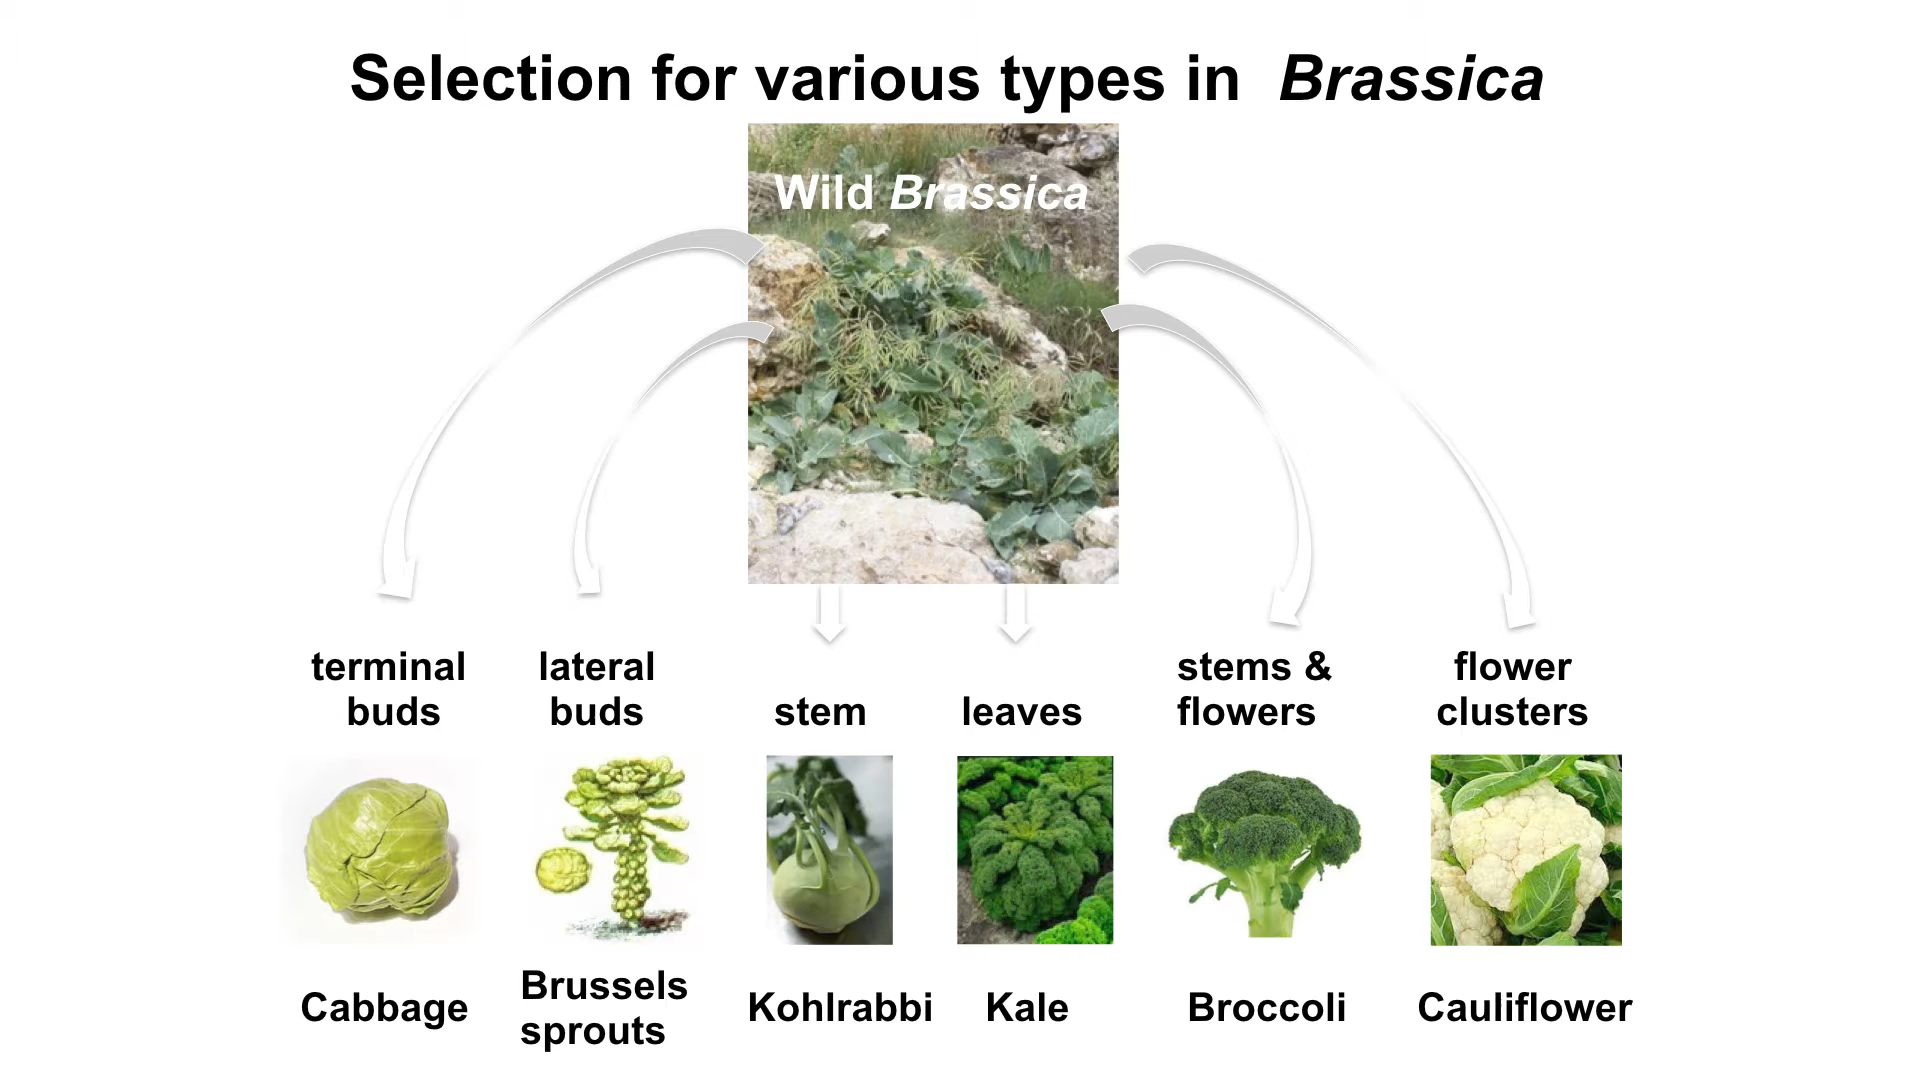 Selection for various types in Brassica
Wild Brassica
terminal
buds
lateral
buds
stem
leaves
stems &
flowers
flower
clusters
Cabbage
Brussels
sprouts
Kohlrabbi
Kale
Broccoli
Cauliflower